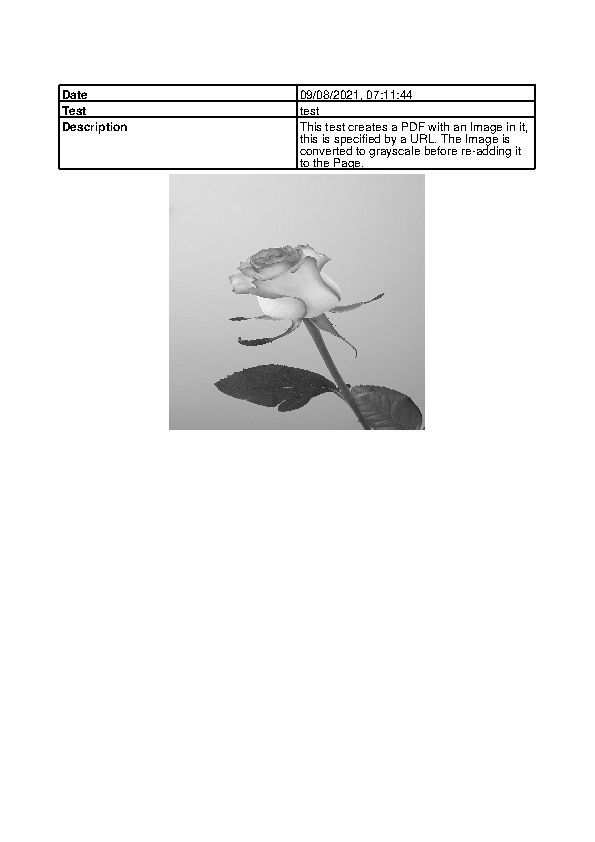 Date 09/08/2021, 07:11:44
Test test
Description This test creates a PDF with an Image in it,
this is specified by a URL. The Image is
converted to grayscale before re-adding it
to the Page.